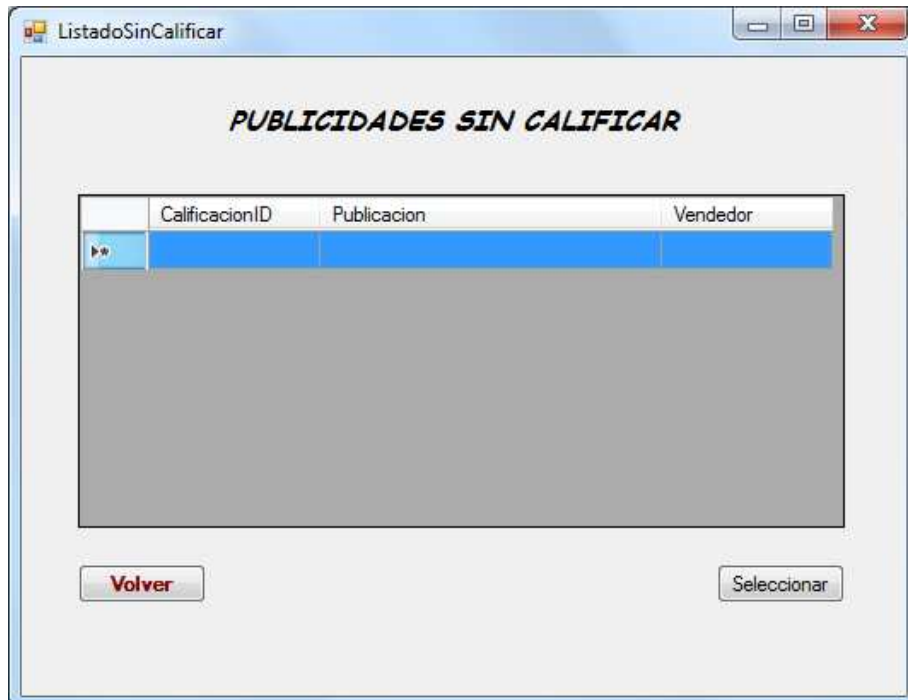 ListadoSinCalificar
PUBLICIDADES SIN CALIFICAR
CalificacionID Publicacion Vendedor
Volver Seleccionar